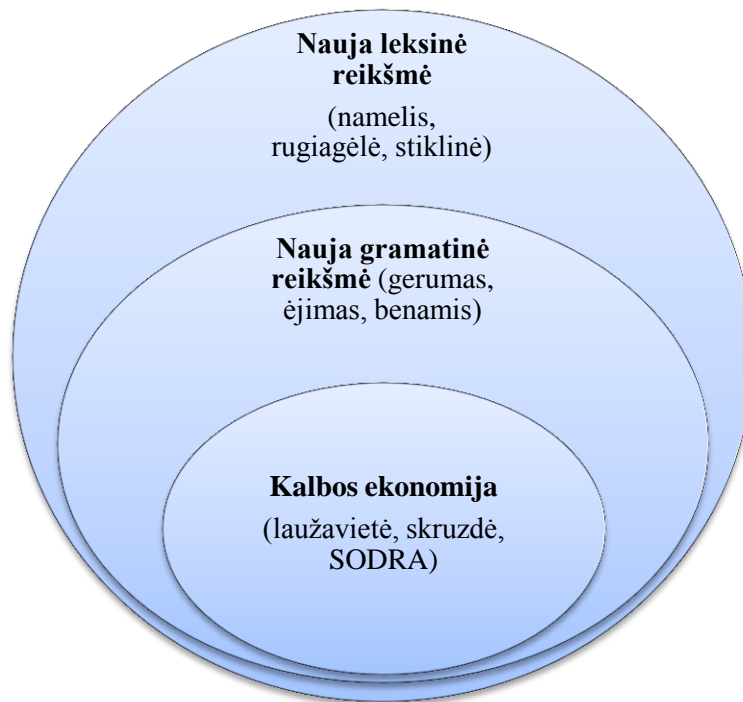 Nauja leksinė
reikšmė
(namelis,
rugiagėlė, stiklinė)
Nauja gramatinė
reikšmė (gerumas,
ėjimas, benamis)
Kalbos ekonomija
(laužavietė, skruzdė,
SODRA)